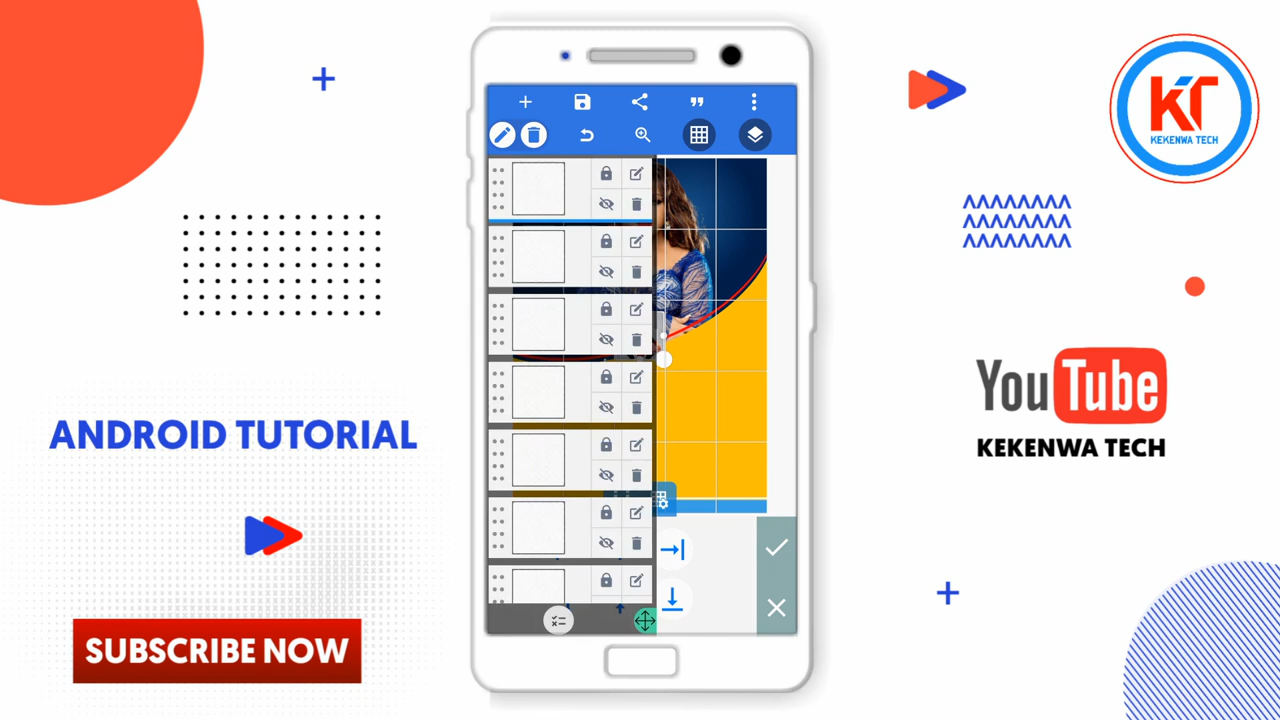 KT
KEKENWA TECH
ANDROID TUTORIAL
SUBSCRIBE NOW
YouTube
KEKENWA TECH